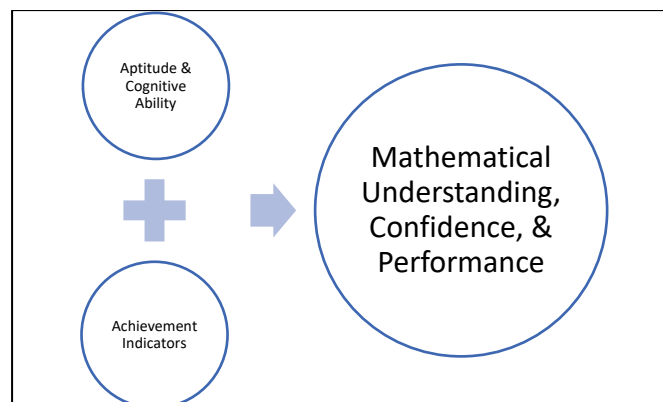 Aptitude &
Cognitive
Ability
Achievement
Indicators
Mathematical
Understanding,
Confidence, &
Performance